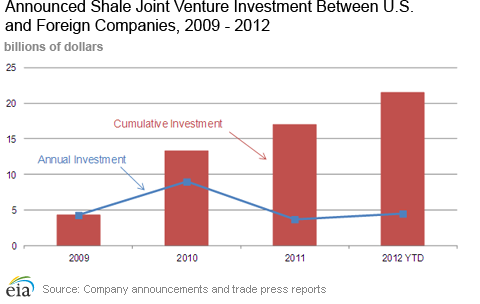 Announced Shale Joint Venture Investment Between U.S.
and Foreign Companies, 2009 - 2012
billions of dollars
25
20
15
10
5
0
Cumulative Investment
Annual Investment
2009 2010 2011 2012 YTD
eia Source: Company announcements and trade press reports